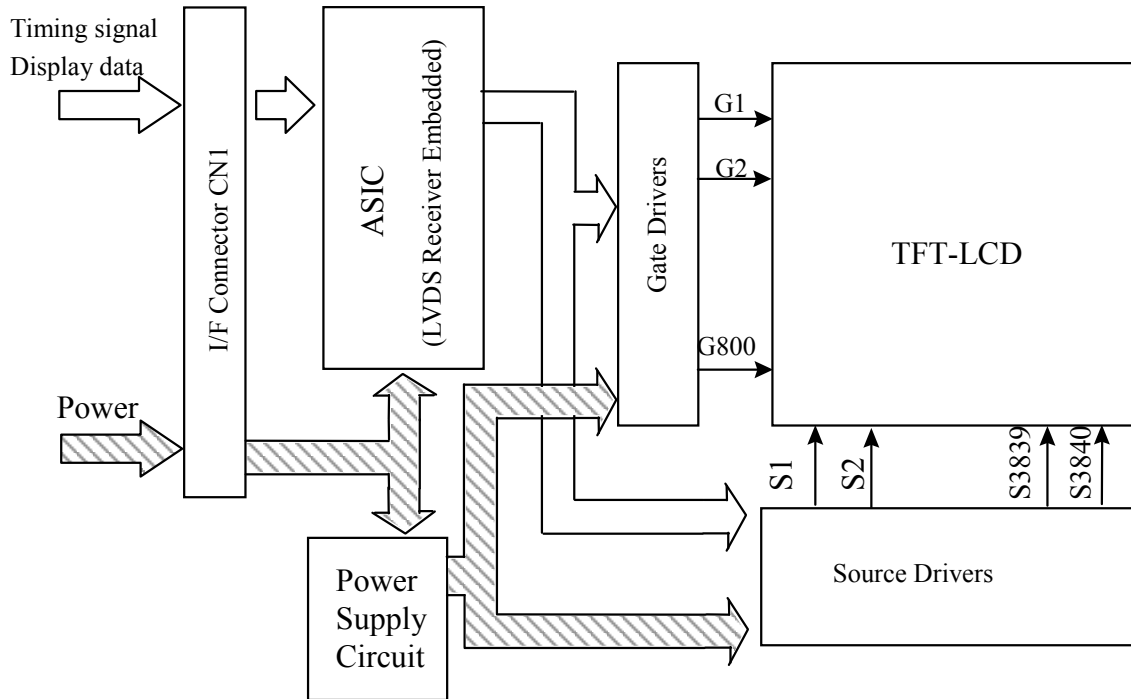 Timing signal
Display data
Power
I/F Connector CN1
ASIC
(LVDS Receiver Embedded)
Power
Supply
Circuit
Gate Drivers
G1
G2
G800
TFT-LCD
S1
S2
S3839
S3840
Source Drivers